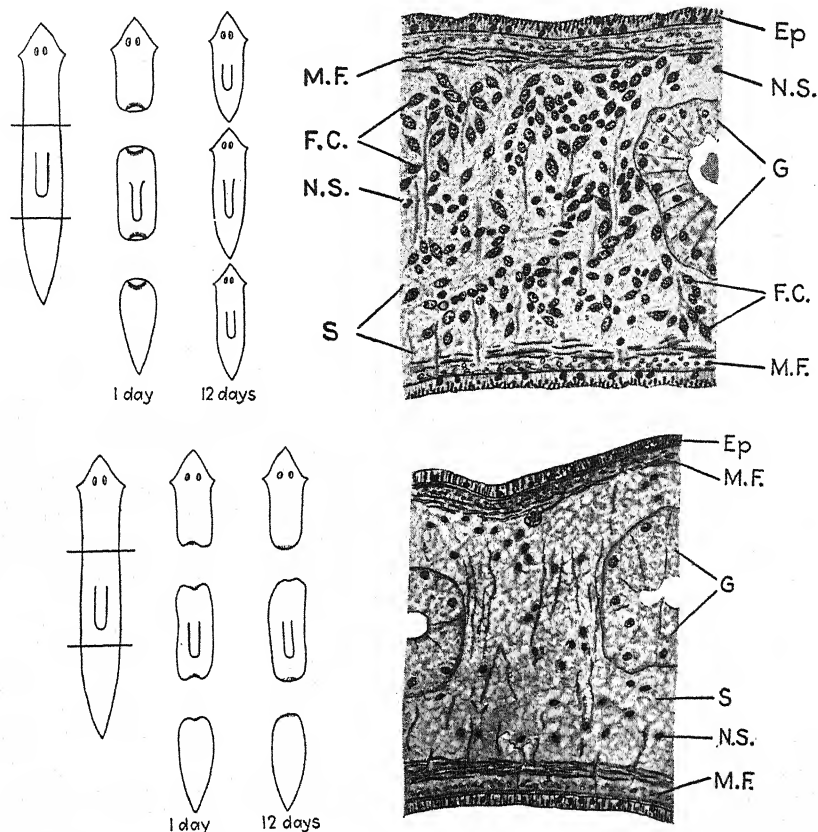 Ep
M.F.
N.S.
F.C.
G
N.S.
S
F.C.
M.F.
1 day 12 days
Ep
M.F.
G
S
N.S.
M.F.
1 day 12 days